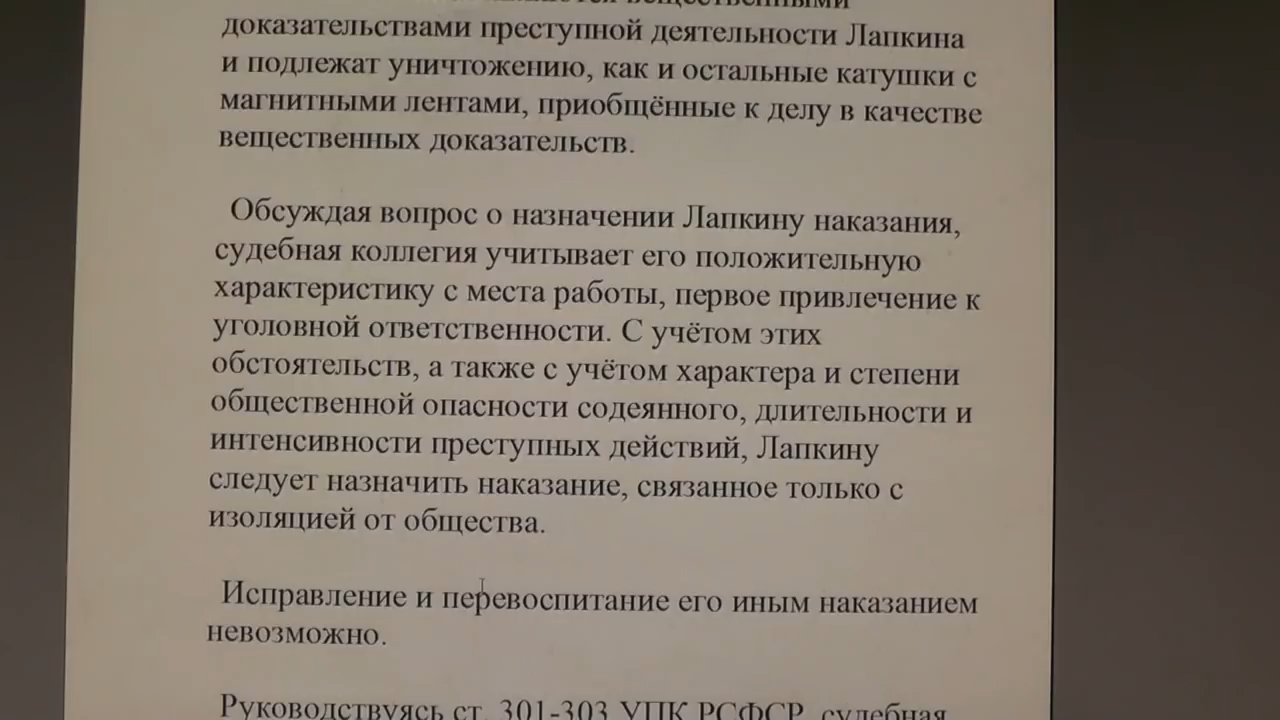 вещественными
доказательствами преступной деятельности Лапкина
и подлежат уничтожению, как и остальные катушки с
магнитными лентами, приобщённые к делу в качестве
вещественных доказательств.
Обсуждая вопрос о назначении Лапкину наказания,
судебная коллегия учитывает его положительную
характеристику с места работы, первое привлечение к
уголовной ответственности. С учётом этих
обстоятельств, а также с учётом характера и степени
общественной опасности содеянного, длительности и
интенсивности преступных действий, Лапкину
следует назначить наказание, связанное только с
изоляцией от общества.
Исправление и перевоспитание его иным наказанием
невозможно.
Руководствуясь ст. 301-303 УПК РСФСР, судебная